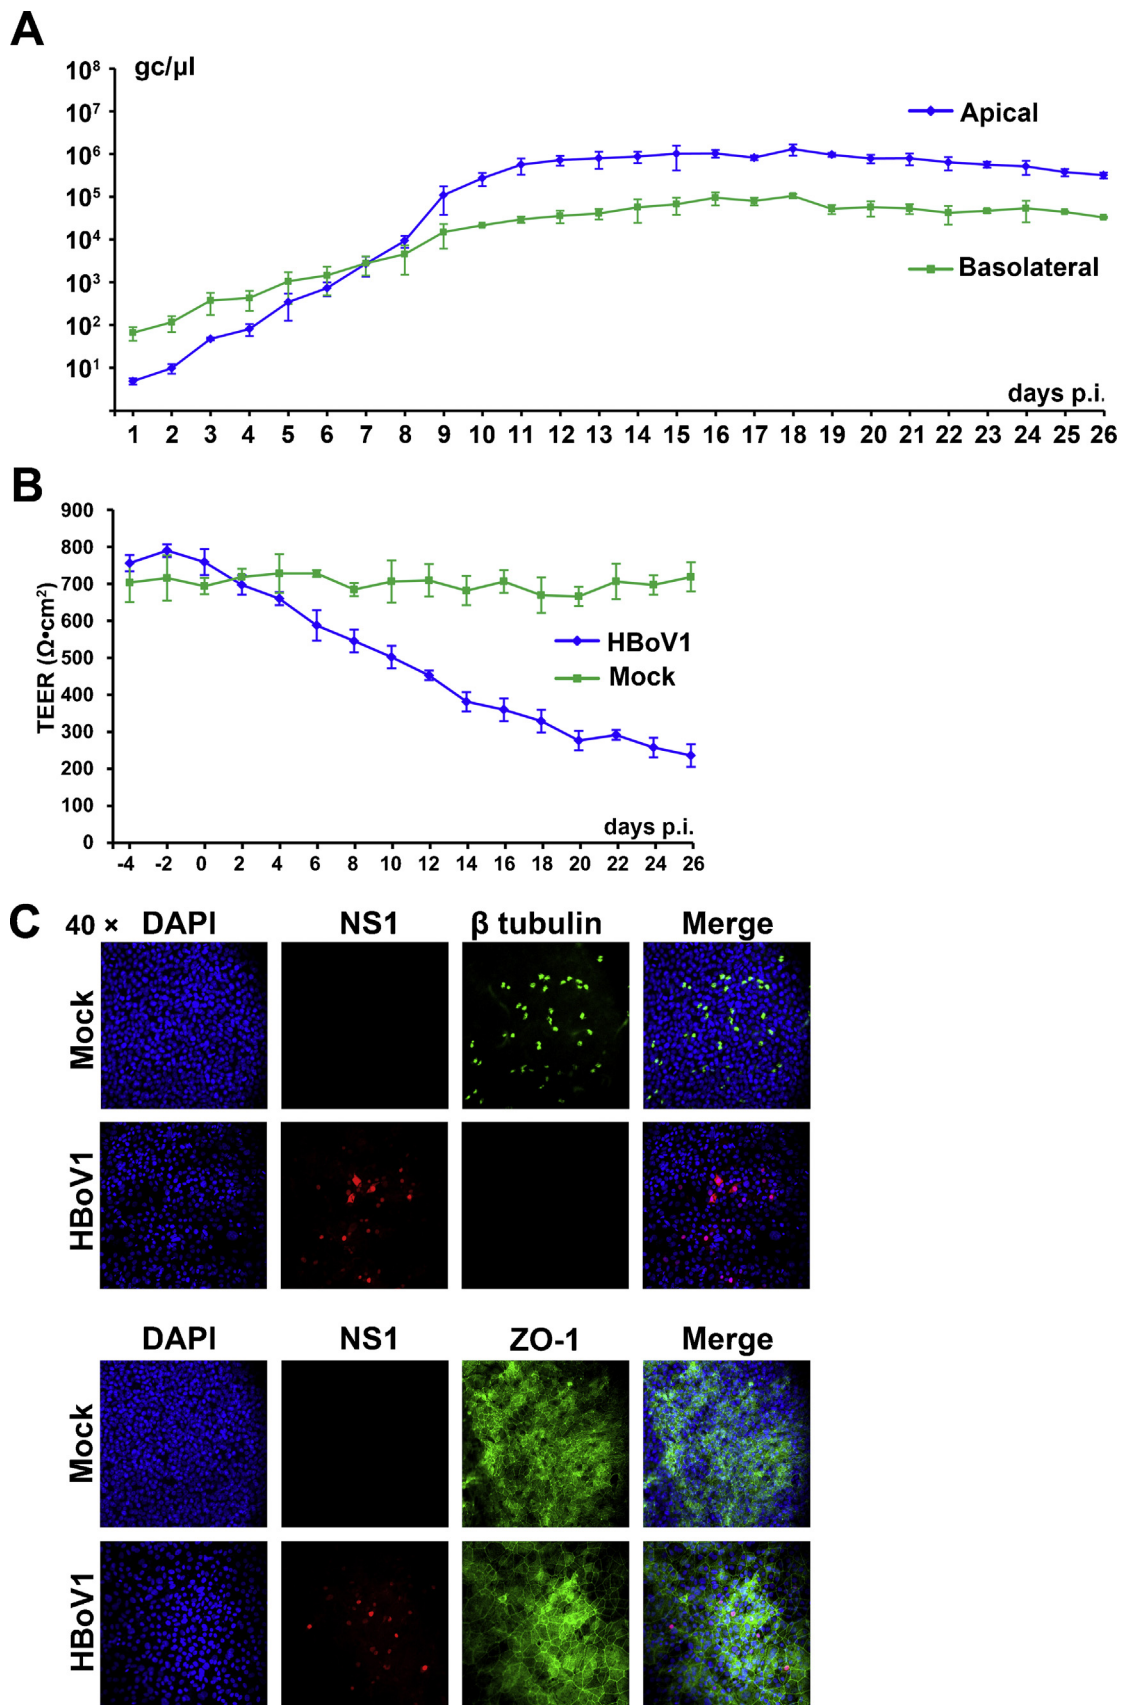 A
gc/µl
10⁸
10⁷
10⁶
10⁵
10⁴
10³
10²
10¹
Apical
Basolateral
days p.i.
1 2 3 4 5 6 7 8 9 10 11 12 13 14 15 16 17 18 19 20 21 22 23 24 25 26
B
TEER (Ω•cm²)
900
800
700
600
500
400
300
200
100
0
HBoV1
Mock
days p.i.
-4 -2 0 2 4 6 8 10 12 14 16 18 20 22 24 26
C 40 × DAPI NS1 β tubulin Merge
Mock
HBoV1
DAPI NS1 ZO-1 Merge
Mock
HBoV1